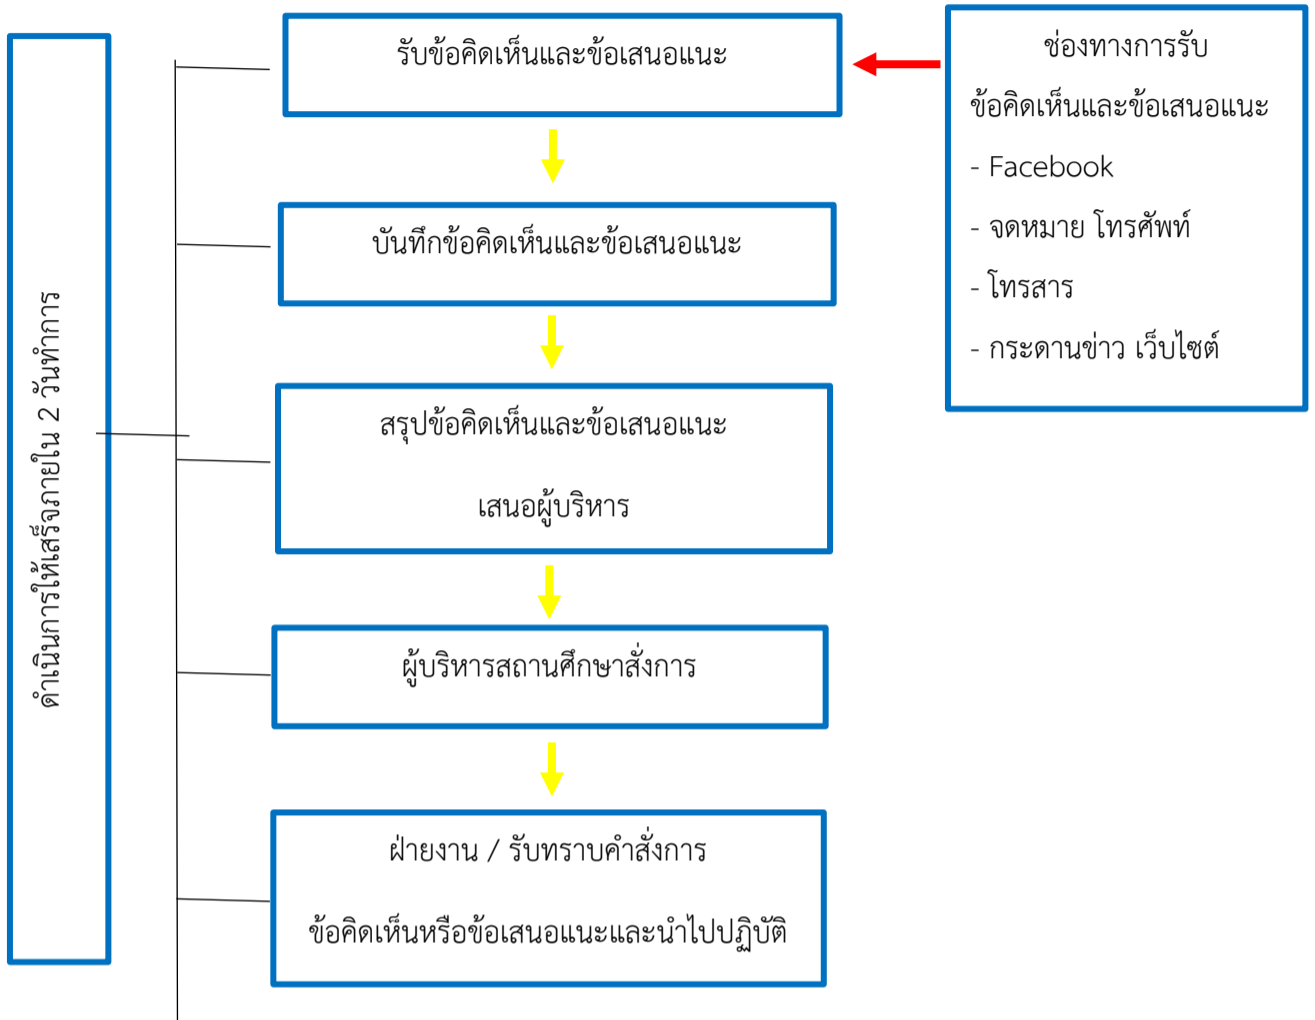 รับข้อคิดเห็นและข้อเสนอแนะ
บันทึกข้อคิดเห็นและข้อเสนอแนะ
สรุปข้อคิดเห็นและข้อเสนอแนะ
เสนอผู้บริหาร
ผู้บริหารสถานศึกษาสั่งการ
ฝ่ายงาน / รับทราบคำสั่งการ
ข้อคิดเห็นหรือข้อเสนอแนะและนำไปปฏิบัติ
ช่องทางการรับ
ข้อคิดเห็นและข้อเสนอแนะ
- Facebook
- จดหมาย โทรศัพท์
- โทรสาร
- กระดานข่าว เว็บไซต์
ดำเนินการให้เสร็จภายใน 2 วันทำการ